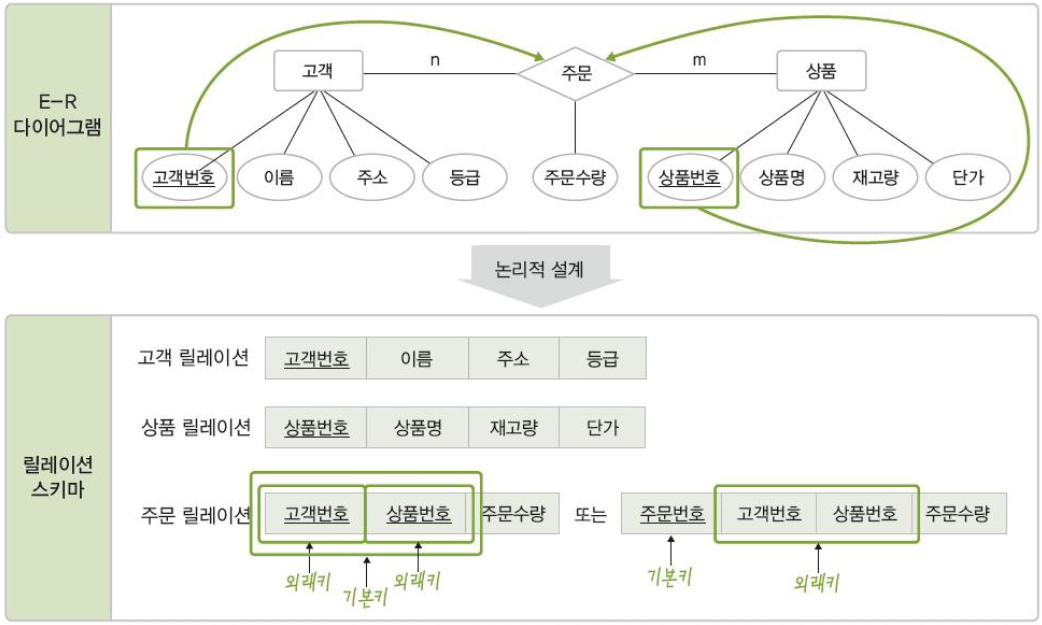 E-R
다이어그램
고객
n
주문
m
상품
고객번호
이름
주소
등급
주문수량
상품번호
상품명
재고량
단가
논리적 설계
릴레이션
스키마
고객 릴레이션 고객번호 이름 주소 등급
상품 릴레이션 상품번호 상품명 재고량 단가
주문 릴레이션 고객번호 상품번호 주문수량 또는 주문번호 고객번호 상품번호 주문수량
외래키 기본키 외래키 기본키 외래키